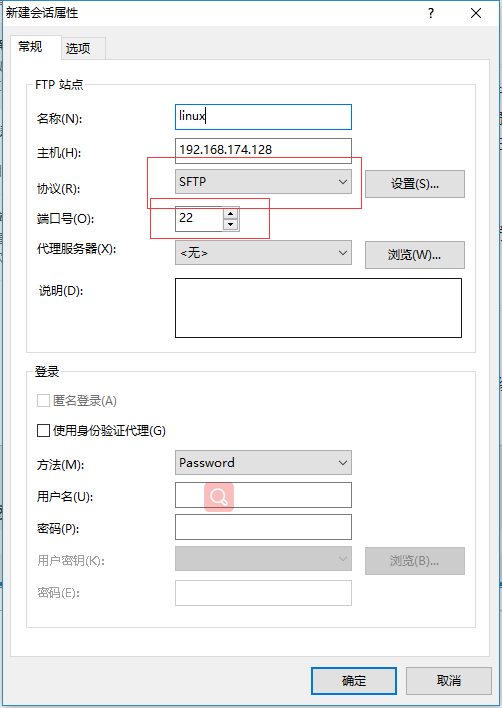 新建会话属性
?
常规 选项
FTP 站点
名称(N): linux
主机(H): 192.168.174.128
协议(R): SFTP 设置(S)...
端口号(O): 22
代理服务器(X): <无> 浏览(W)...
说明(D):
登录
匿名登录(A)
使用身份验证代理(G)
方法(M): Password
用户名(U):
密码(P):
用户密钥(K): 浏览(B)...
密码(E):
确定 取消